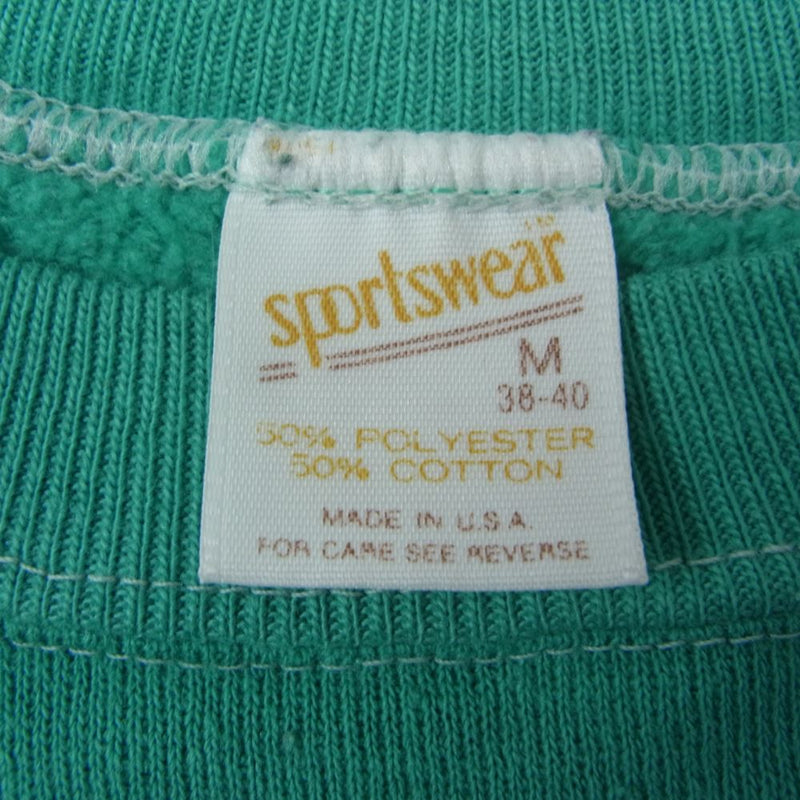 sportswear
M
38-40
50% POLYESTER
50% COTTON
MADE IN U.S.A.
FOR CARE SEE REVERSE